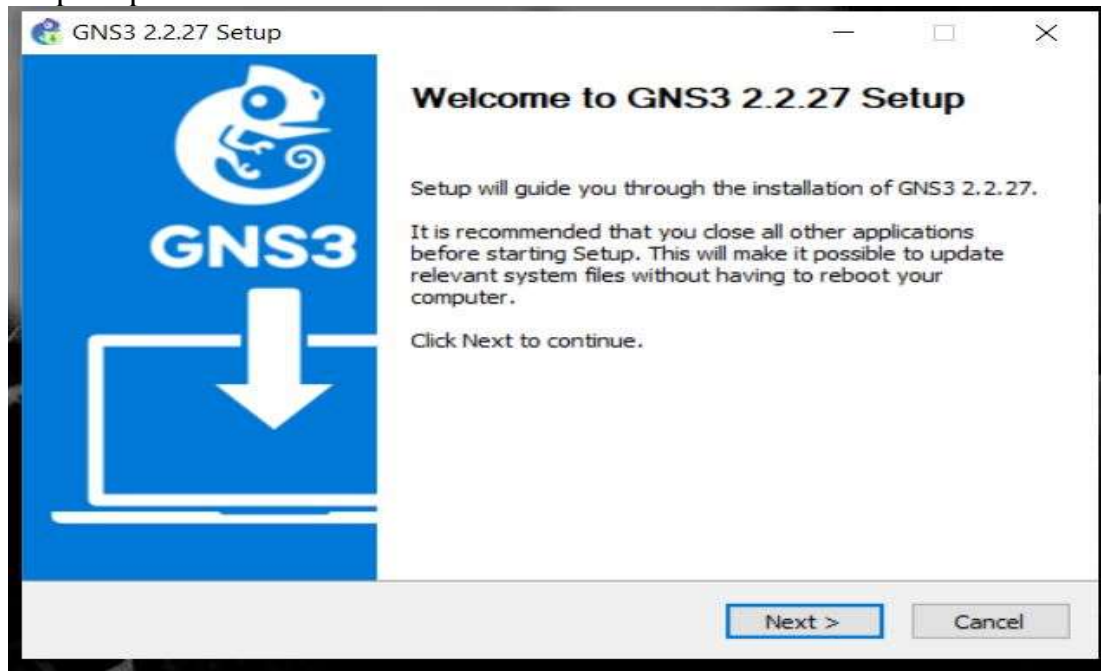 GNS3 2.2.27 Setup
GNS3
Welcome to GNS3 2.2.27 Setup
Setup will guide you through the installation of GNS3 2.2.27.
It is recommended that you close all other applications
before starting Setup. This will make it possible to update
relevant system files without having to reboot your
computer.
Click Next to continue.
Next >
Cancel